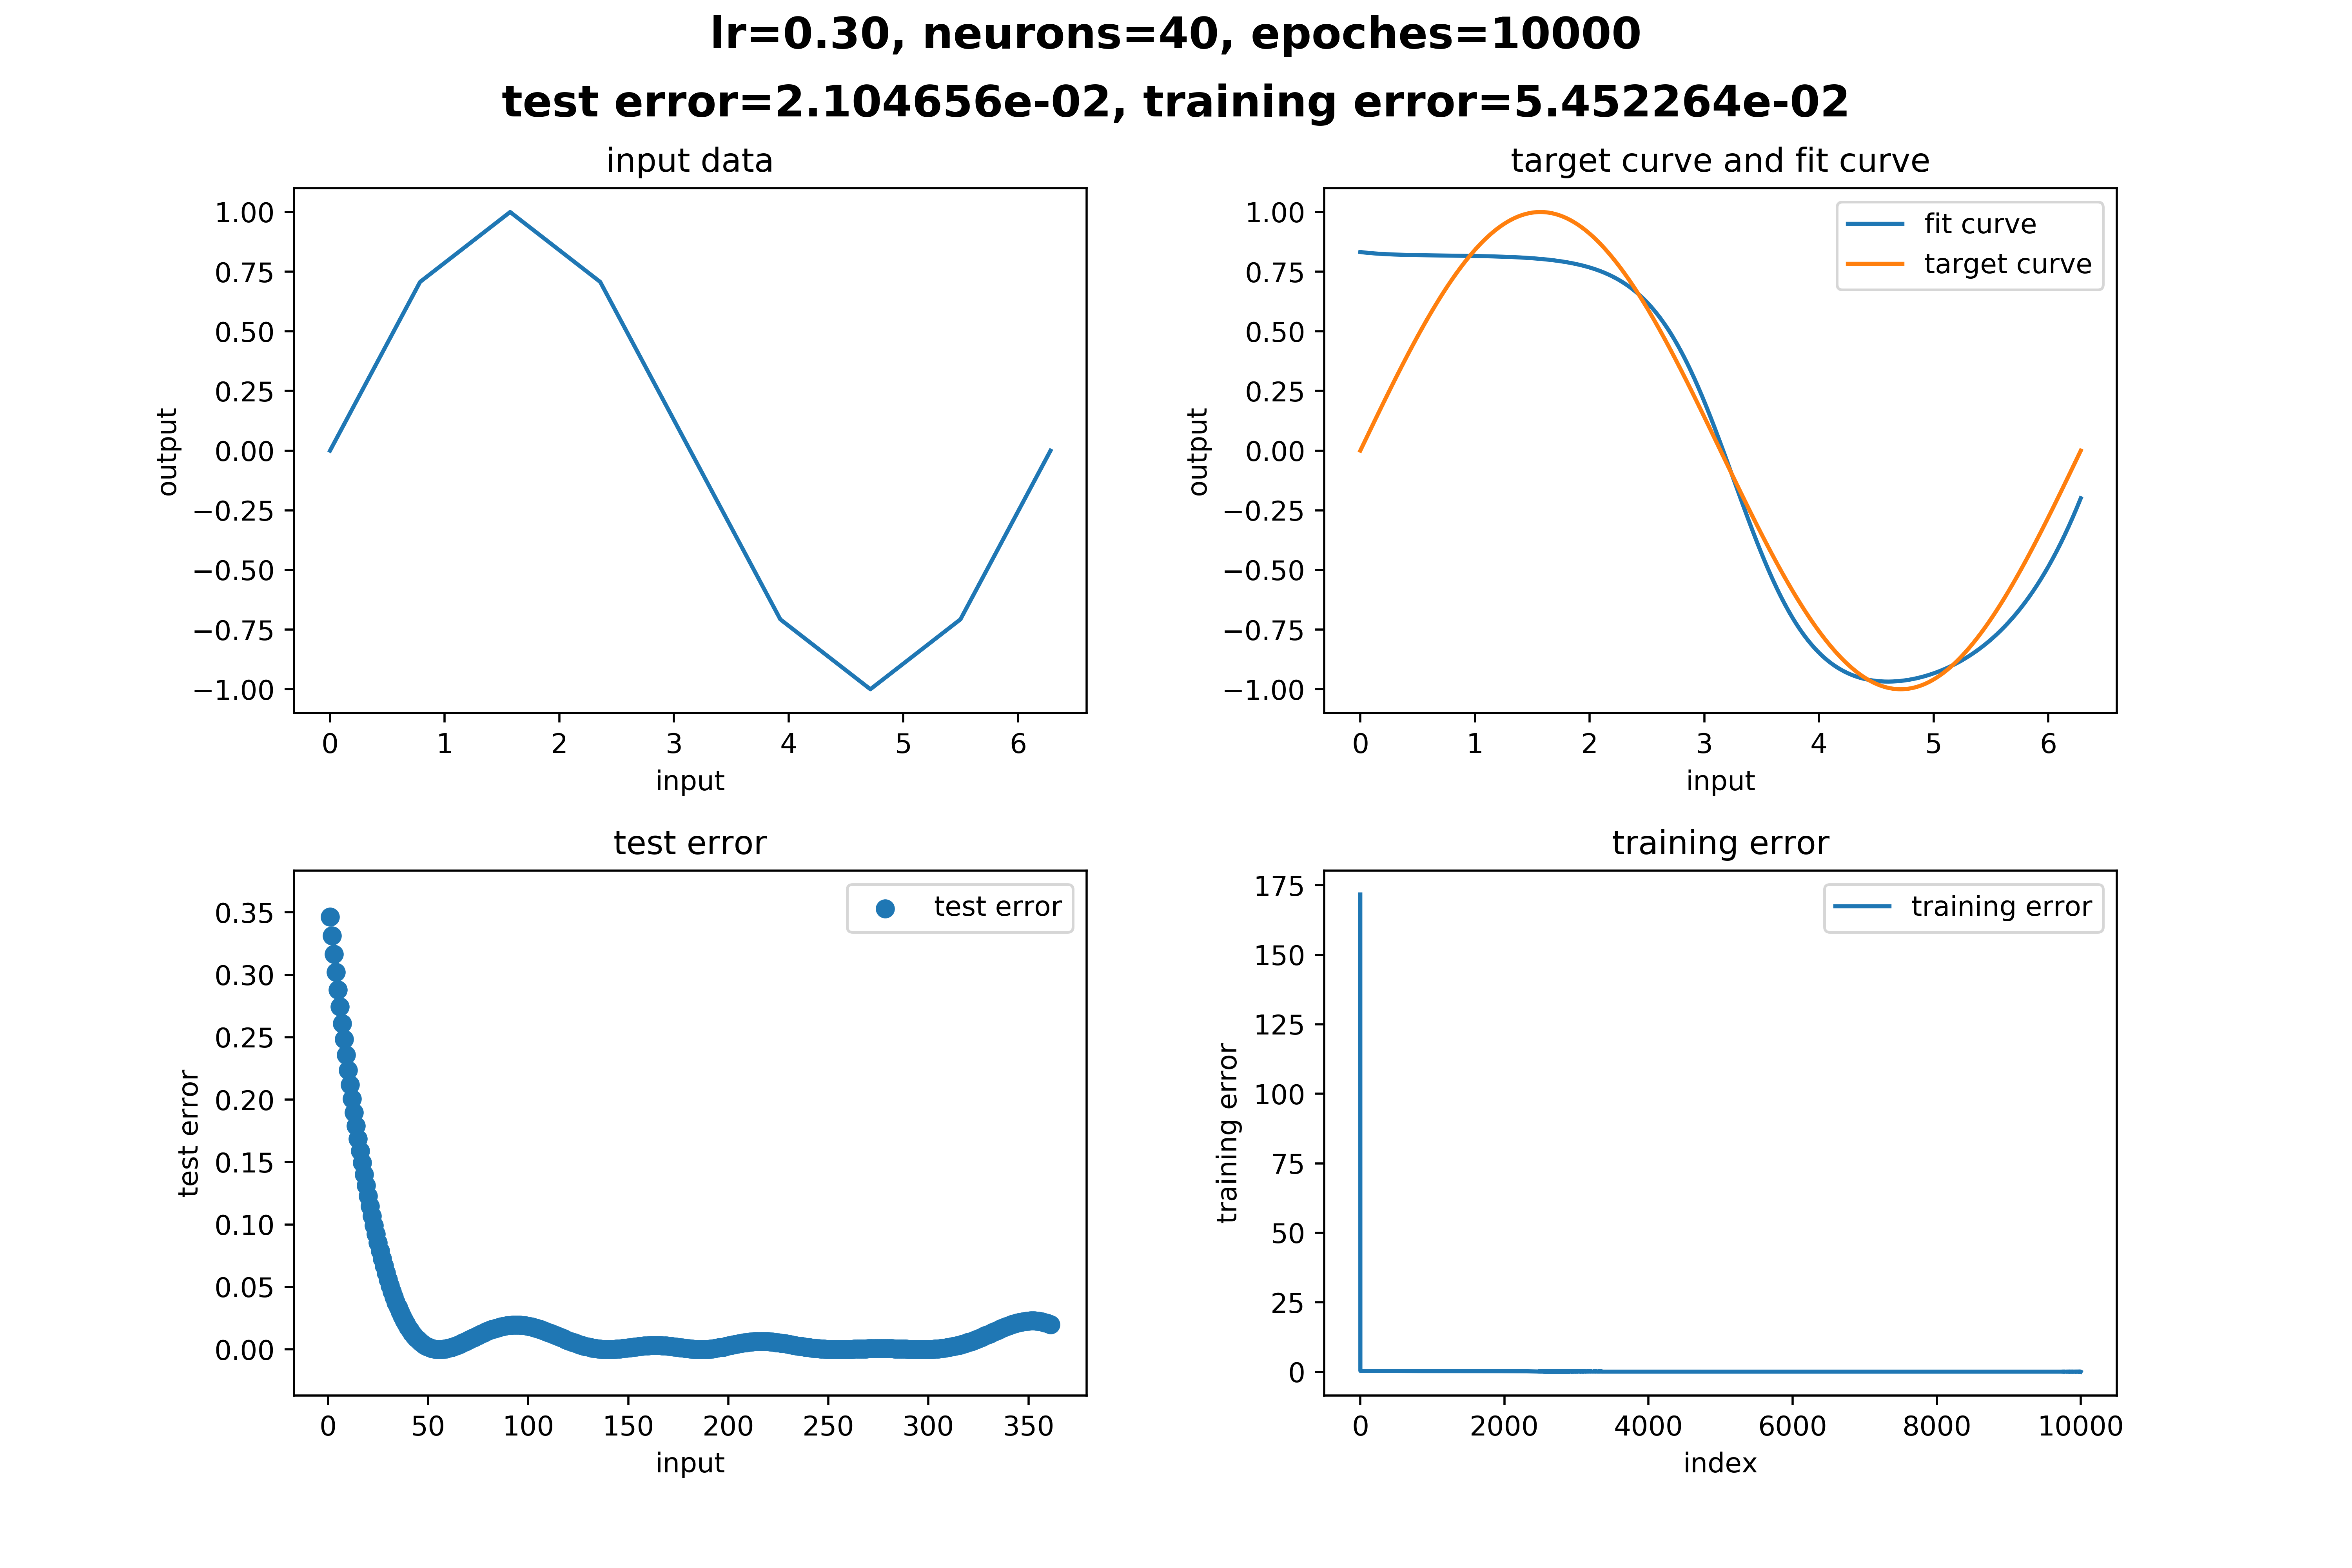 lr=0.30, neurons=40, epoches=10000
test error=2.104656e-02, training error=5.452264e-02
input data
1.00
0.75
0.50
0.25
0.00
−0.25
−0.50
−0.75
−1.00
output
0 1 2 3 4 5 6
input
target curve and fit curve
fit curve
target curve
1.00
0.75
0.50
0.25
0.00
−0.25
−0.50
−0.75
−1.00
output
0 1 2 3 4 5 6
input
test error
test error
0.35
0.30
0.25
0.20
0.15
0.10
0.05
0.00
test error
0 50 100 150 200 250 300 350
input
training error
training error
175
150
125
100
75
50
25
0
training error
0 2000 4000 6000 8000 10000
index